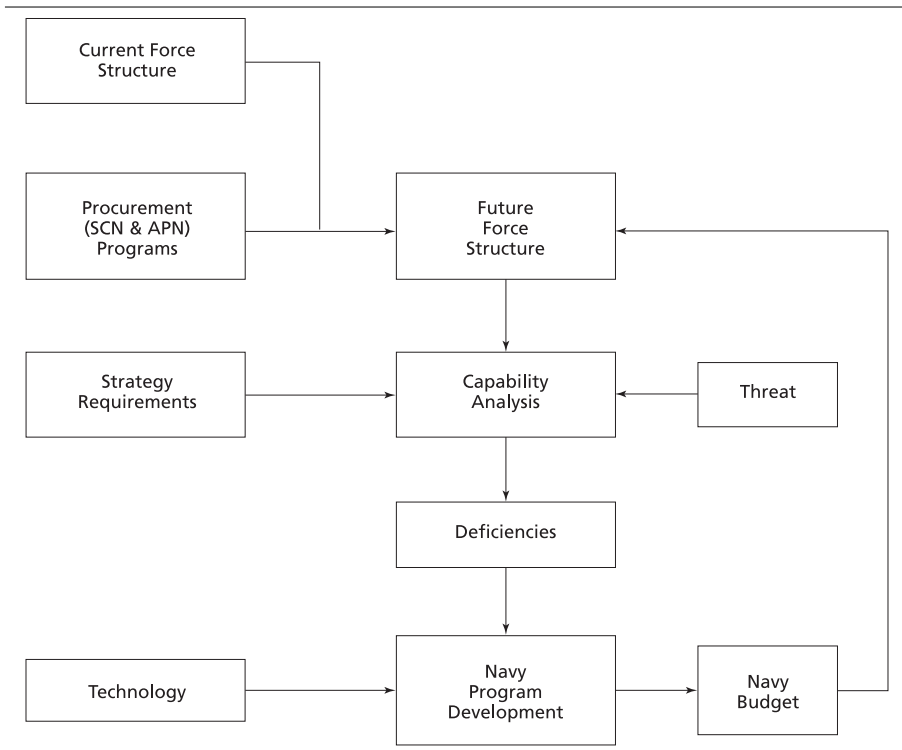 Current Force
Structure
Procurement
(SCN & APN)
Programs
Future
Force
Structure
Strategy
Requirements
Capability
Analysis
Threat
Deficiencies
Technology
Navy
Program
Development
Navy
Budget